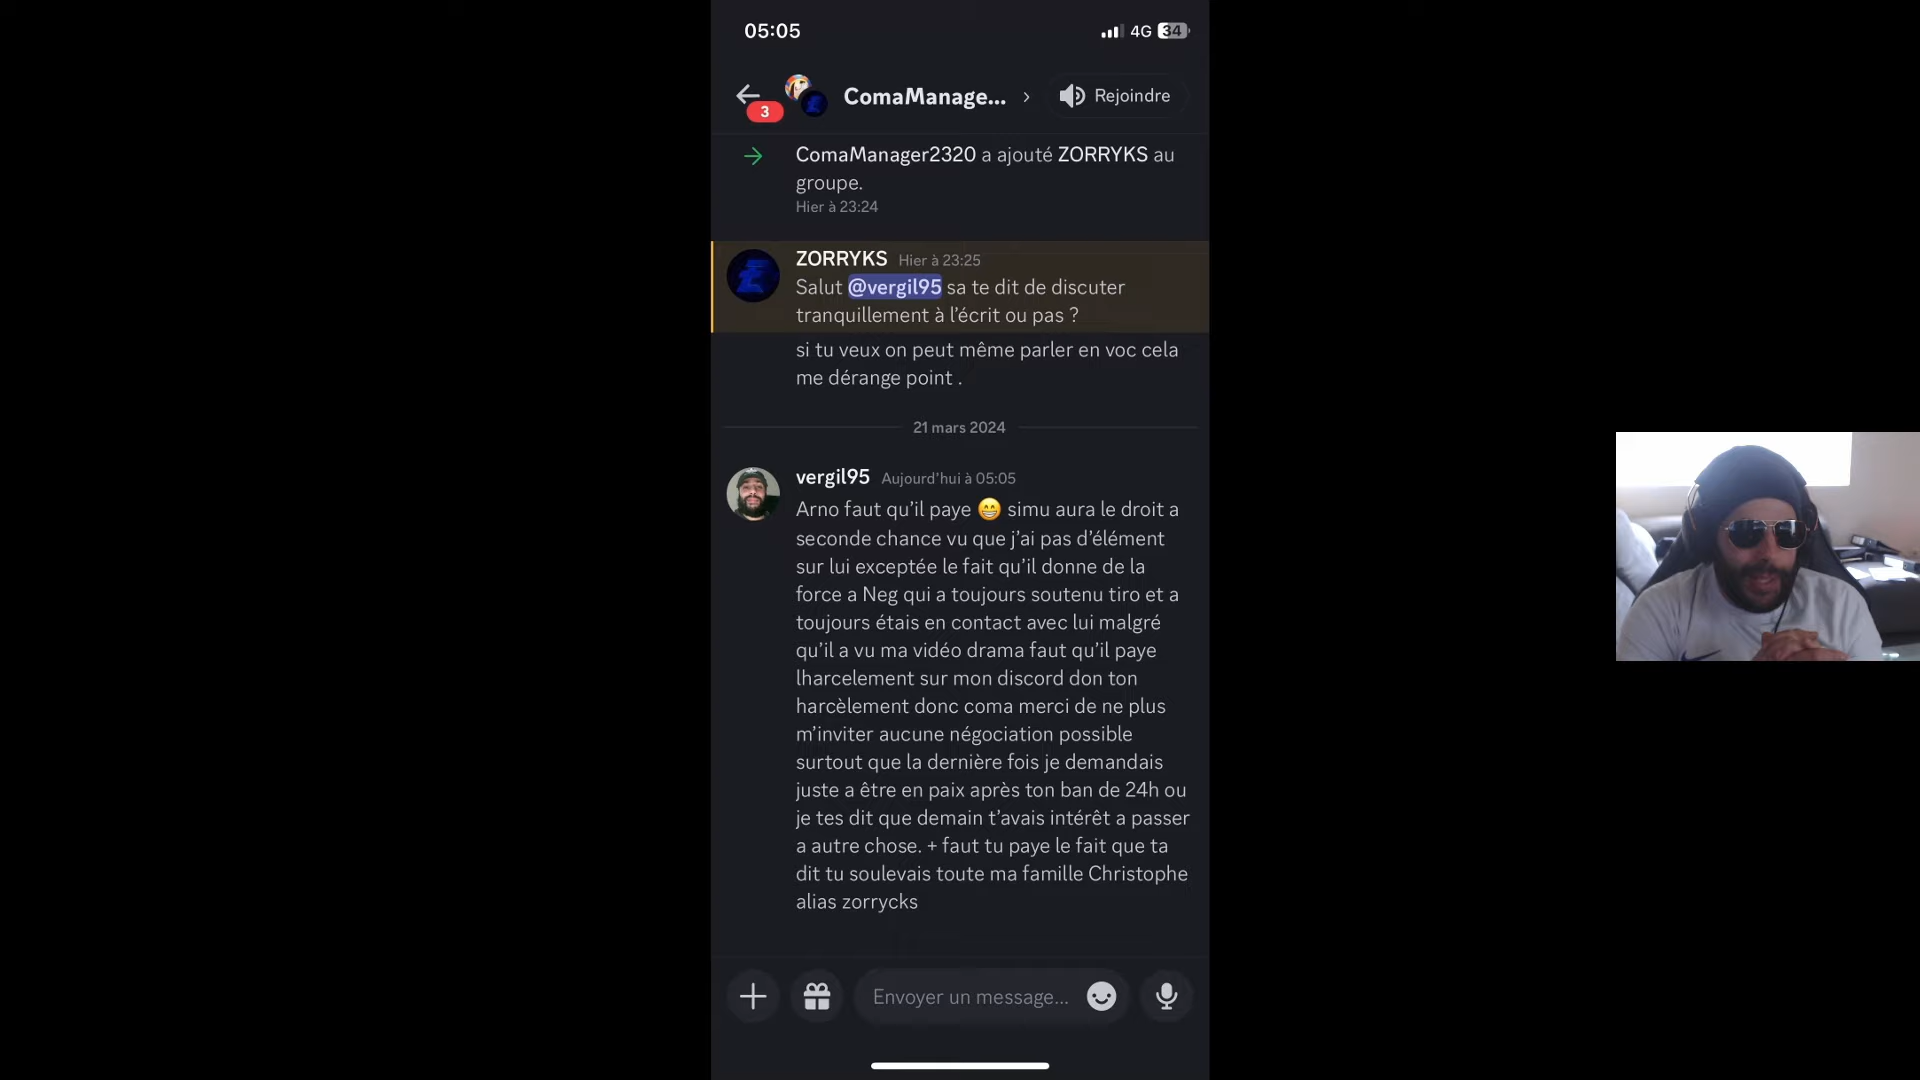 05:05
4G 34
3
ComaManage... › Rejoindre
ComaManager2320 a ajouté ZORRYKS au
groupe.
Hier à 23:24
ZORRYKS Hier à 23:25
Salut @vergil95 sa te dit de discuter
tranquillement à l’écrit ou pas ?
si tu veux on peut même parler en voc cela
me dérange point .
21 mars 2024
vergil95 Aujourd’hui à 05:05
Arno faut qu’il paye 😁 simu aura le droit a
seconde chance vu que j’ai pas d’élément
sur lui exceptée le fait qu’il donne de la
force a Neg qui a toujours soutenu tiro et a
toujours étais en contact avec lui malgré
qu’il a vu ma vidéo drama faut qu’il paye
lharcelement sur mon discord don ton
harcèlement donc coma merci de ne plus
m’inviter aucune négociation possible
surtout que la dernière fois je demandais
juste a être en paix après ton ban de 24h ou
je tes dit que demain t’avais intérêt a passer
a autre chose. + faut tu paye le fait que ta
dit tu soulevais toute ma famille Christophe
alias zorrycks
Envoyer un message...